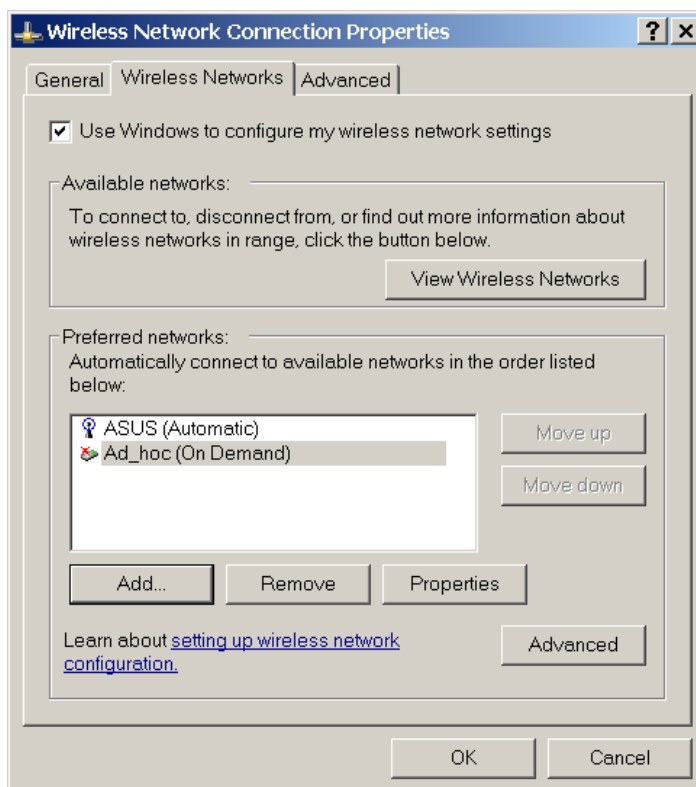 Wireless Network Connection Properties
General Wireless Networks Advanced
Use Windows to configure my wireless network settings
Available networks:
To connect to, disconnect from, or find out more information about
wireless networks in range, click the button below.
View Wireless Networks
Preferred networks:
Automatically connect to available networks in the order listed
below:
ASUS (Automatic)
Ad_hoc (On Demand)
Move up
Move down
Add... Remove Properties
Learn about setting up wireless network
configuration.
Advanced
OK Cancel